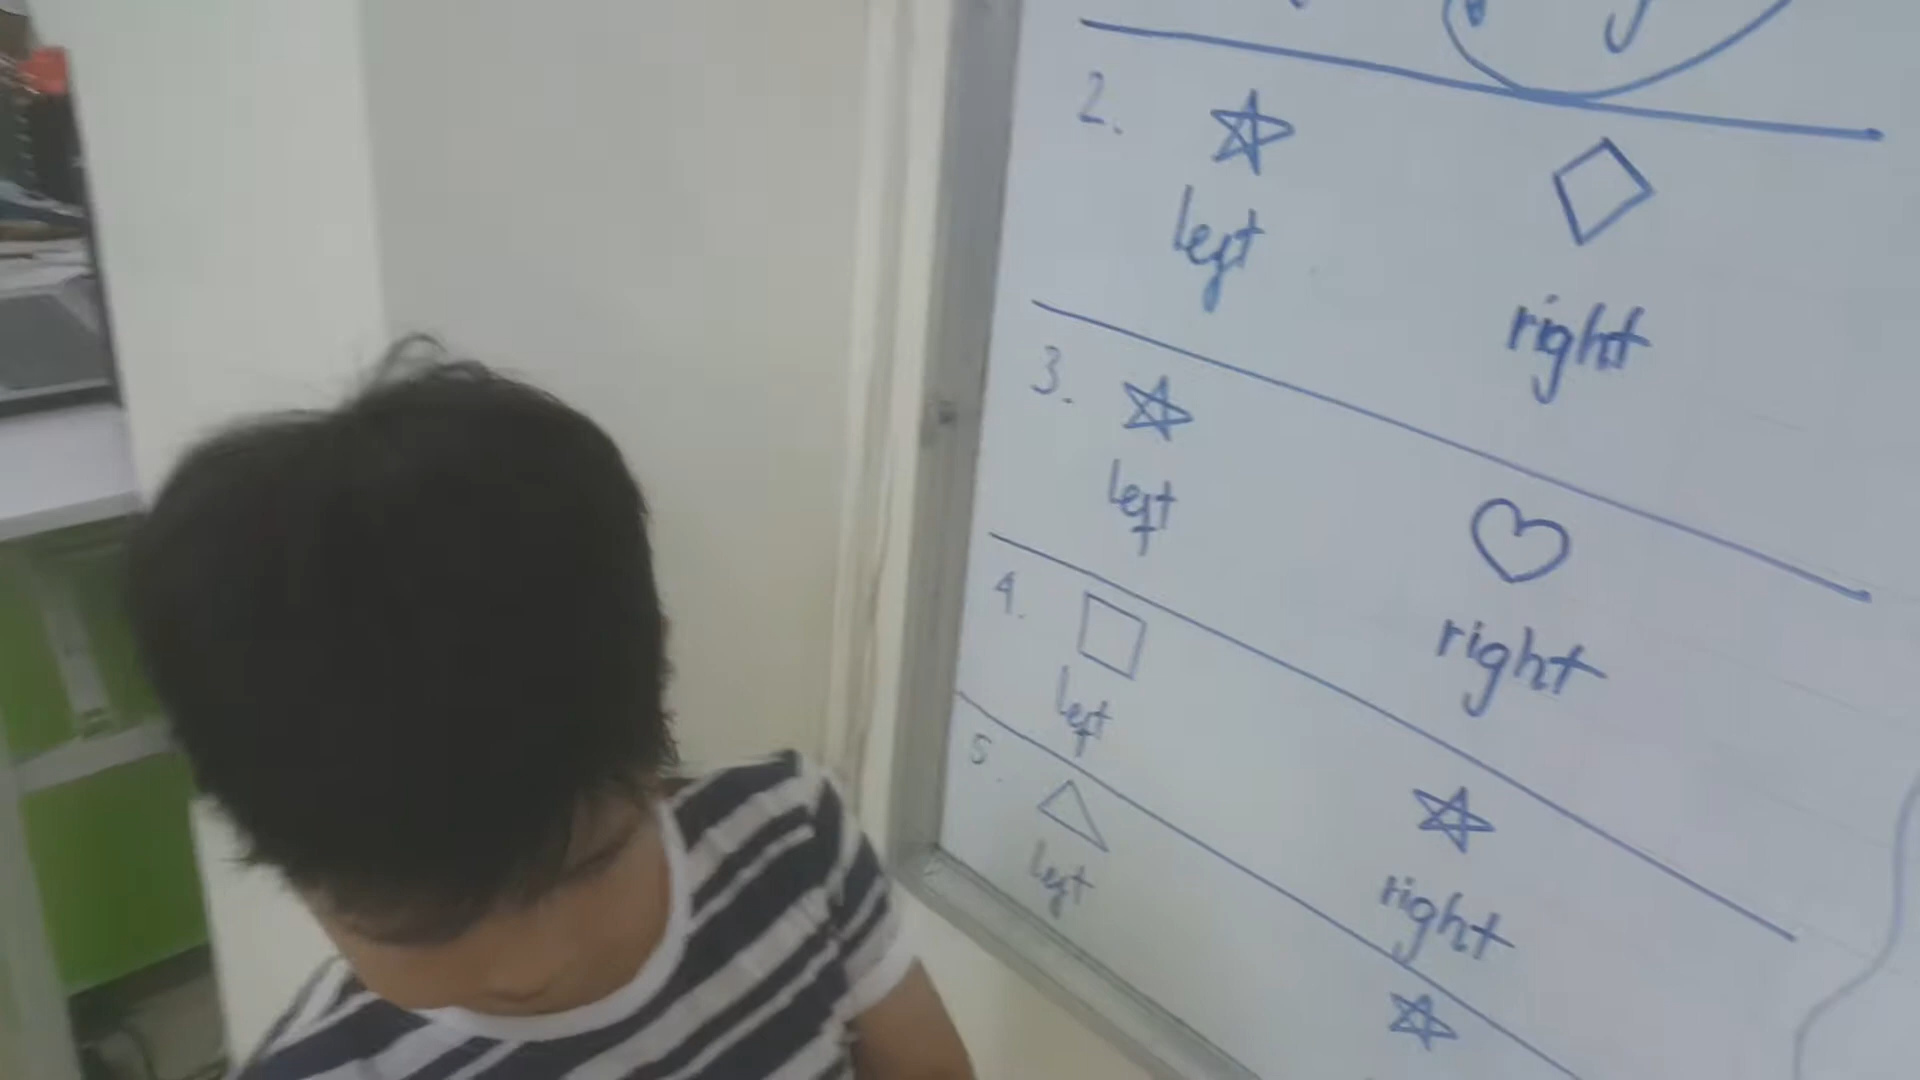 2.
left right
3.
left right
4.
left right
5.
left